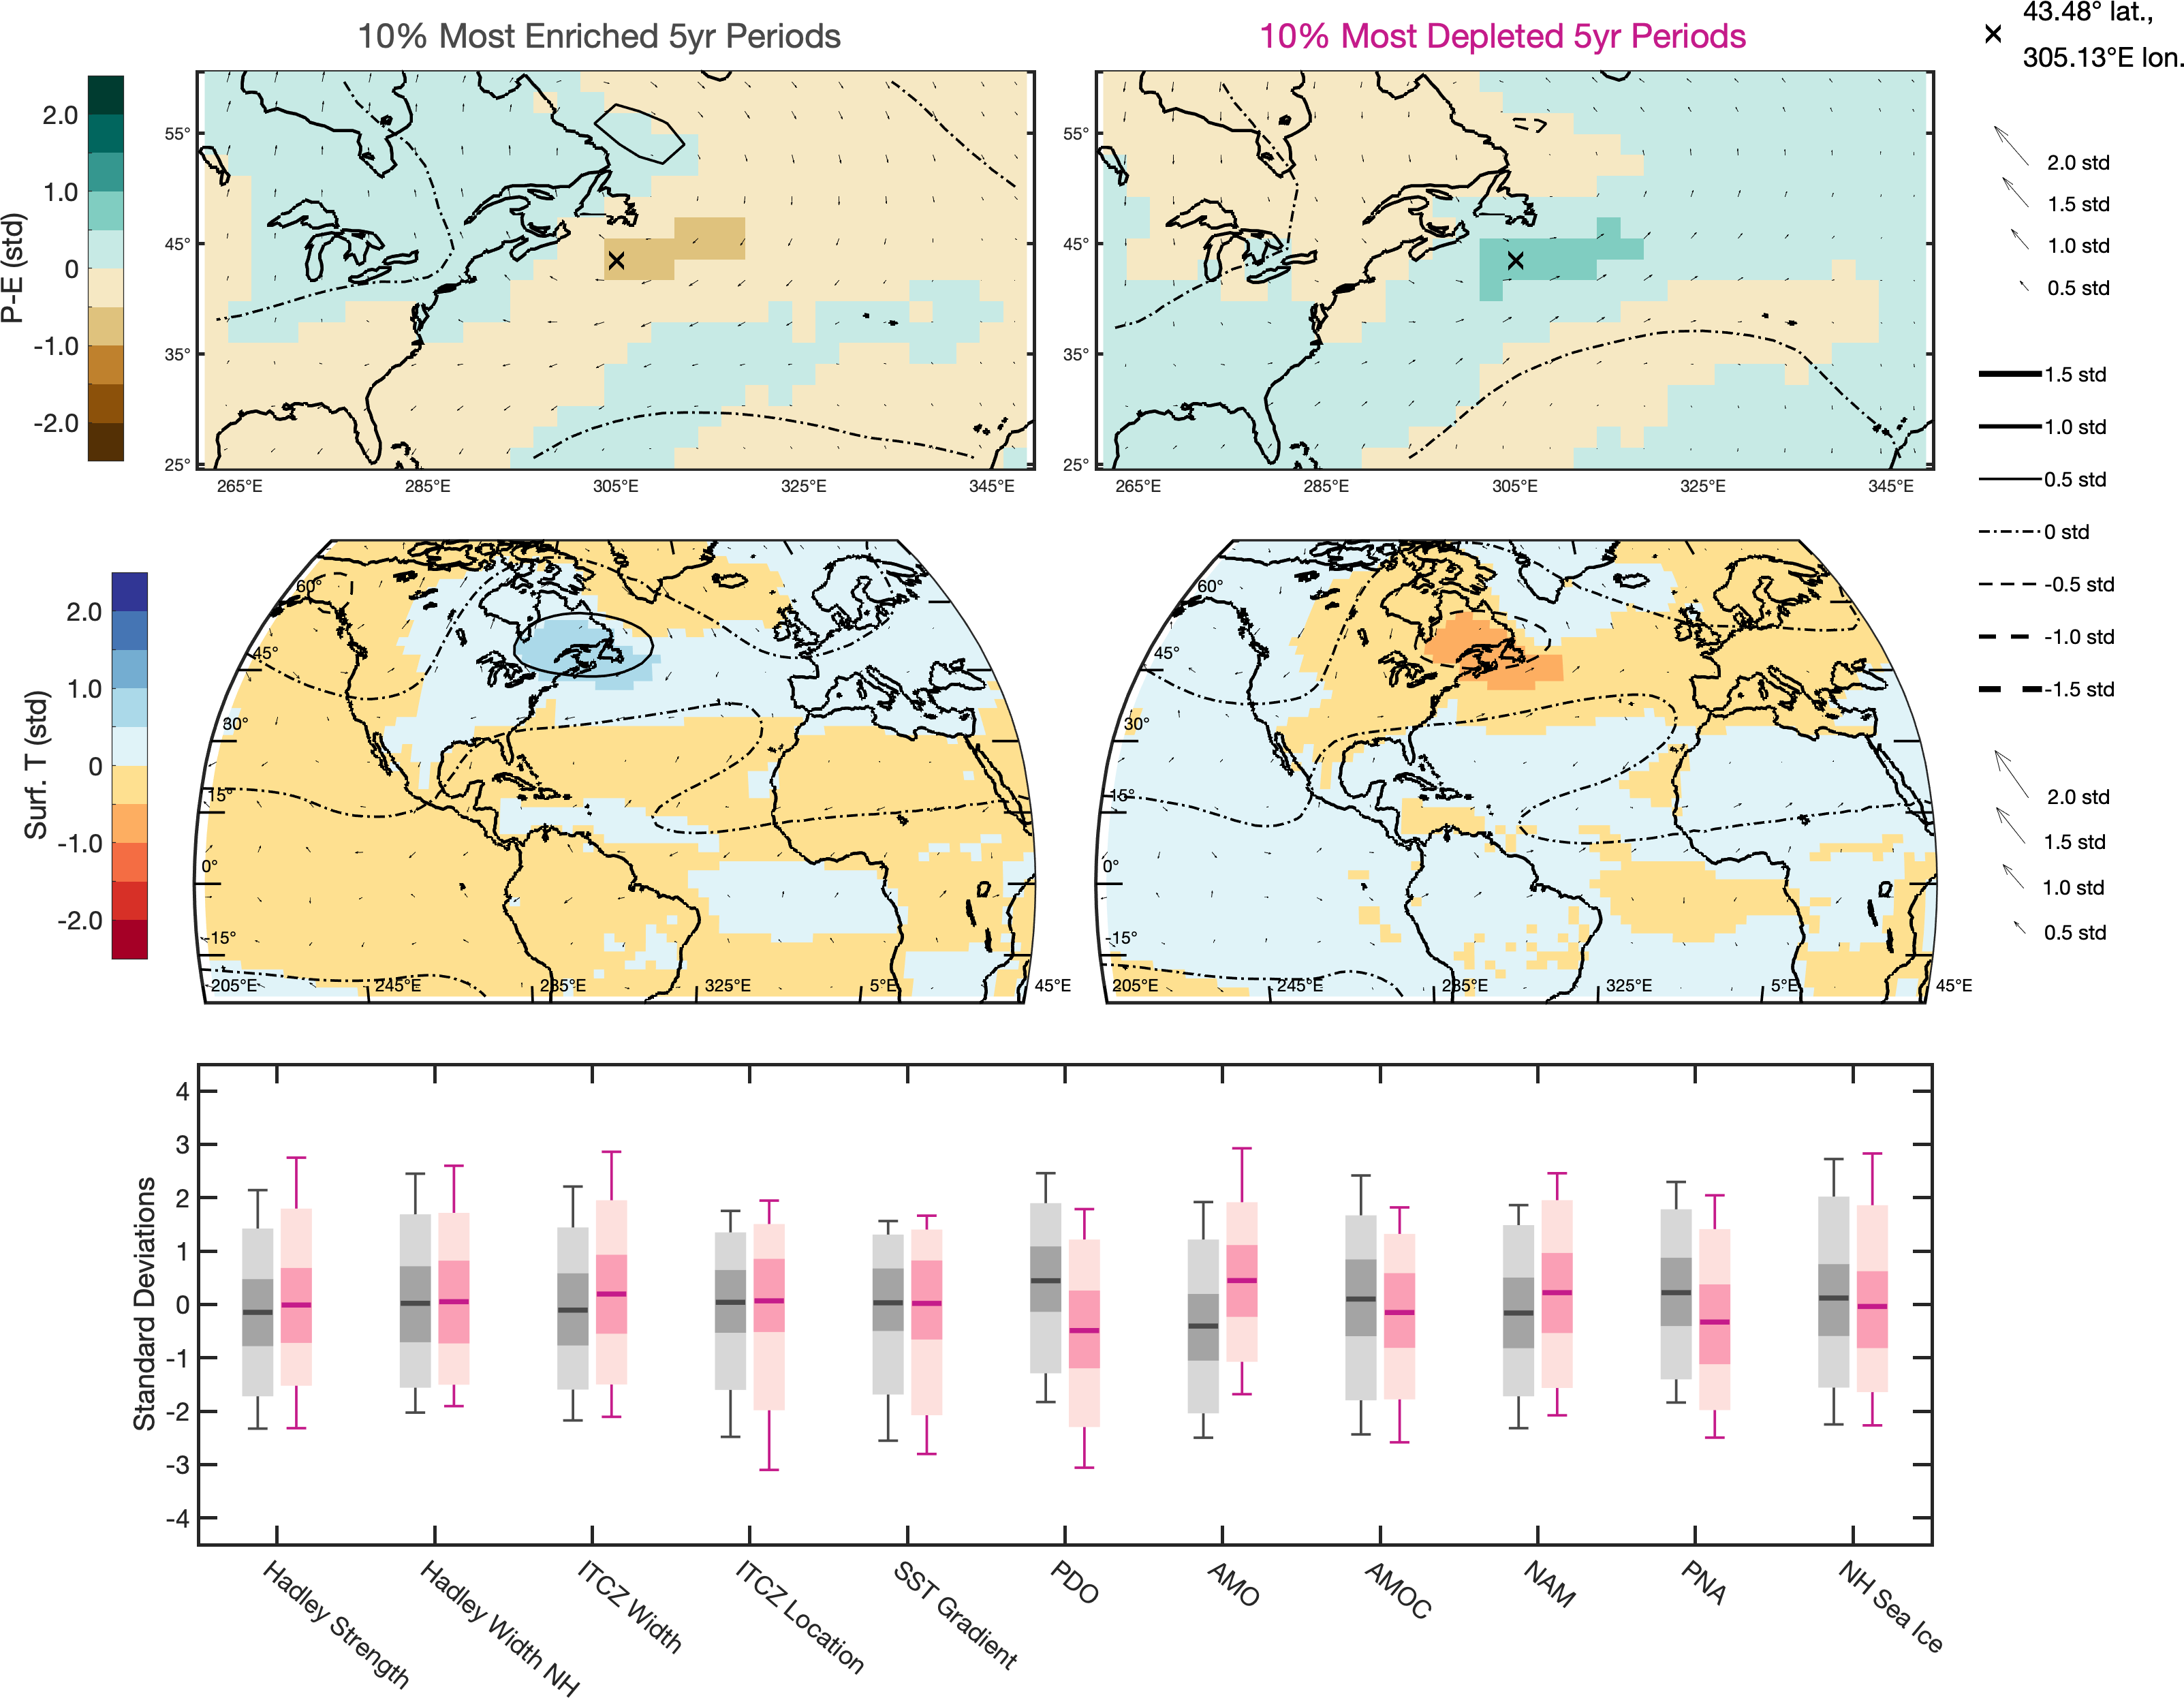 10% Most Enriched 5yr Periods
10% Most Depleted 5yr Periods
43.48° lat.,
305.13°E lon.
P-E (std)
2.0
1.0
0
-1.0
-2.0
55°
45°
35°
25°
265°E
285°E
305°E
325°E
345°E
55°
45°
35°
25°
265°E
285°E
305°E
325°E
345°E
2.0 std
1.5 std
1.0 std
0.5 std
1.5 std
1.0 std
0.5 std
0 std
-0.5 std
-1.0 std
-1.5 std
2.0 std
1.5 std
1.0 std
0.5 std
Surf. T (std)
2.0
1.0
0
-1.0
-2.0
60°
45°
30°
15°
0°
-15°
205°E
245°E
285°E
325°E
5°E
45°E
60°
45°
30°
15°
0°
-15°
205°E
245°E
285°E
325°E
5°E
45°E
Standard Deviations
4
3
2
1
0
-1
-2
-3
-4
Hadley Strength
Hadley Width NH
ITCZ Width
ITCZ Location
SST Gradient
PDO
AMO
AMOC
NAM
PNA
NH Sea Ice